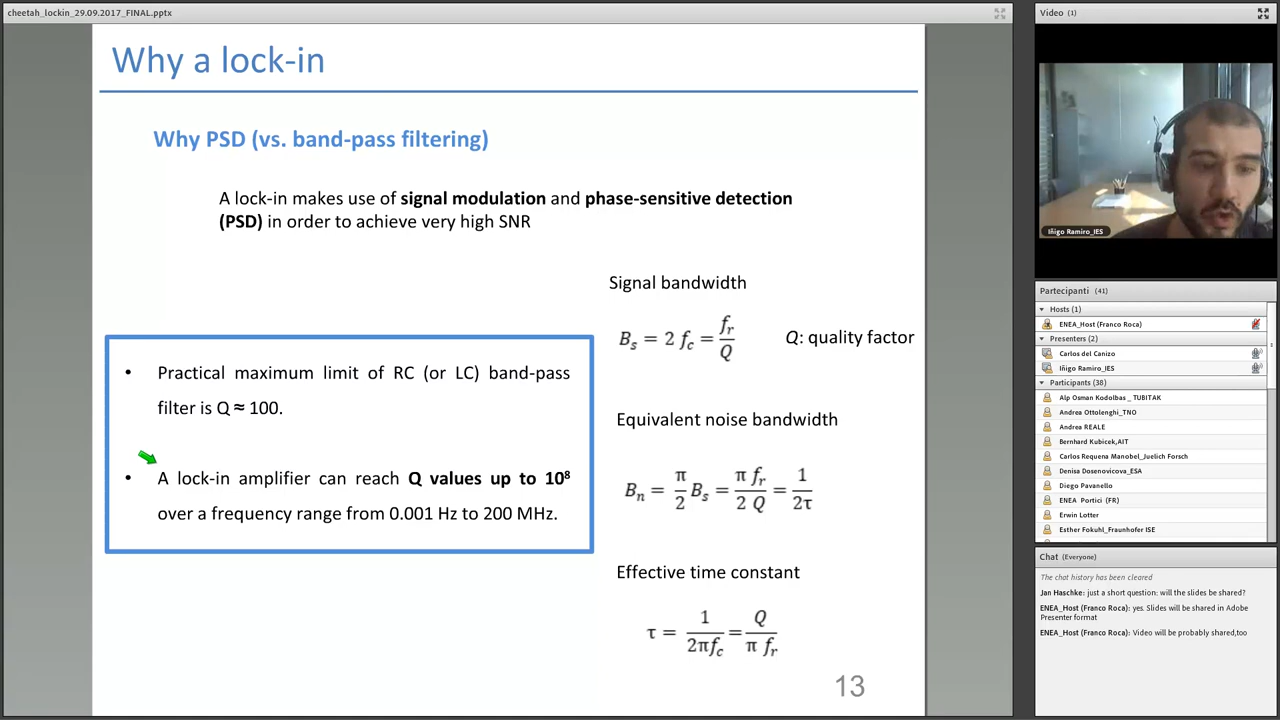 cheetah_lockin_29.09.2017_FINAL.pptx
Why a lock-in
Why PSD (vs. band-pass filtering)
A lock-in makes use of signal modulation and phase-sensitive detection
(PSD) in order to achieve very high SNR
Signal bandwidth
B_s = 2 f_c = f_r / Q
Q: quality factor
• Practical maximum limit of RC (or LC) band-pass
filter is Q ≈ 100.
• A lock-in amplifier can reach Q values up to 10⁸
over a frequency range from 0.001 Hz to 200 MHz.
Equivalent noise bandwidth
B_n = π/2 B_s = π f_r / 2 Q = 1 / 2τ
Effective time constant
τ = 1 / 2πf_c = Q / π f_r
13
Video (1)
Iñigo Ramiro_IES
Partecipanti (41)
Hosts (1)
ENEA_Host (Franco Roca)
Presenters (2)
Carlos del Canizo
Iñigo Ramiro_IES
Participants (38)
Alp Osman Kodolbas _ TUBITAK
Andrea Ottolenghi_TNO
Andrea REALE
Bernhard Kubicek,AIT
Carlos Requena Manobel_Juelich Forsch
Denisa Dosenovicova_ESA
Diego Pavanello
ENEA Portici (FR)
Erwin Lotter
Esther Fokuhl_Fraunhofer ISE
Chat (Everyone)
The chat history has been cleared
Jan Haschke: just a short question: will the slides be shared?
ENEA_Host (Franco Roca): yes. Slides will be shared in Adobe
Presenter format
ENEA_Host (Franco Roca): Video will be probably shared,too